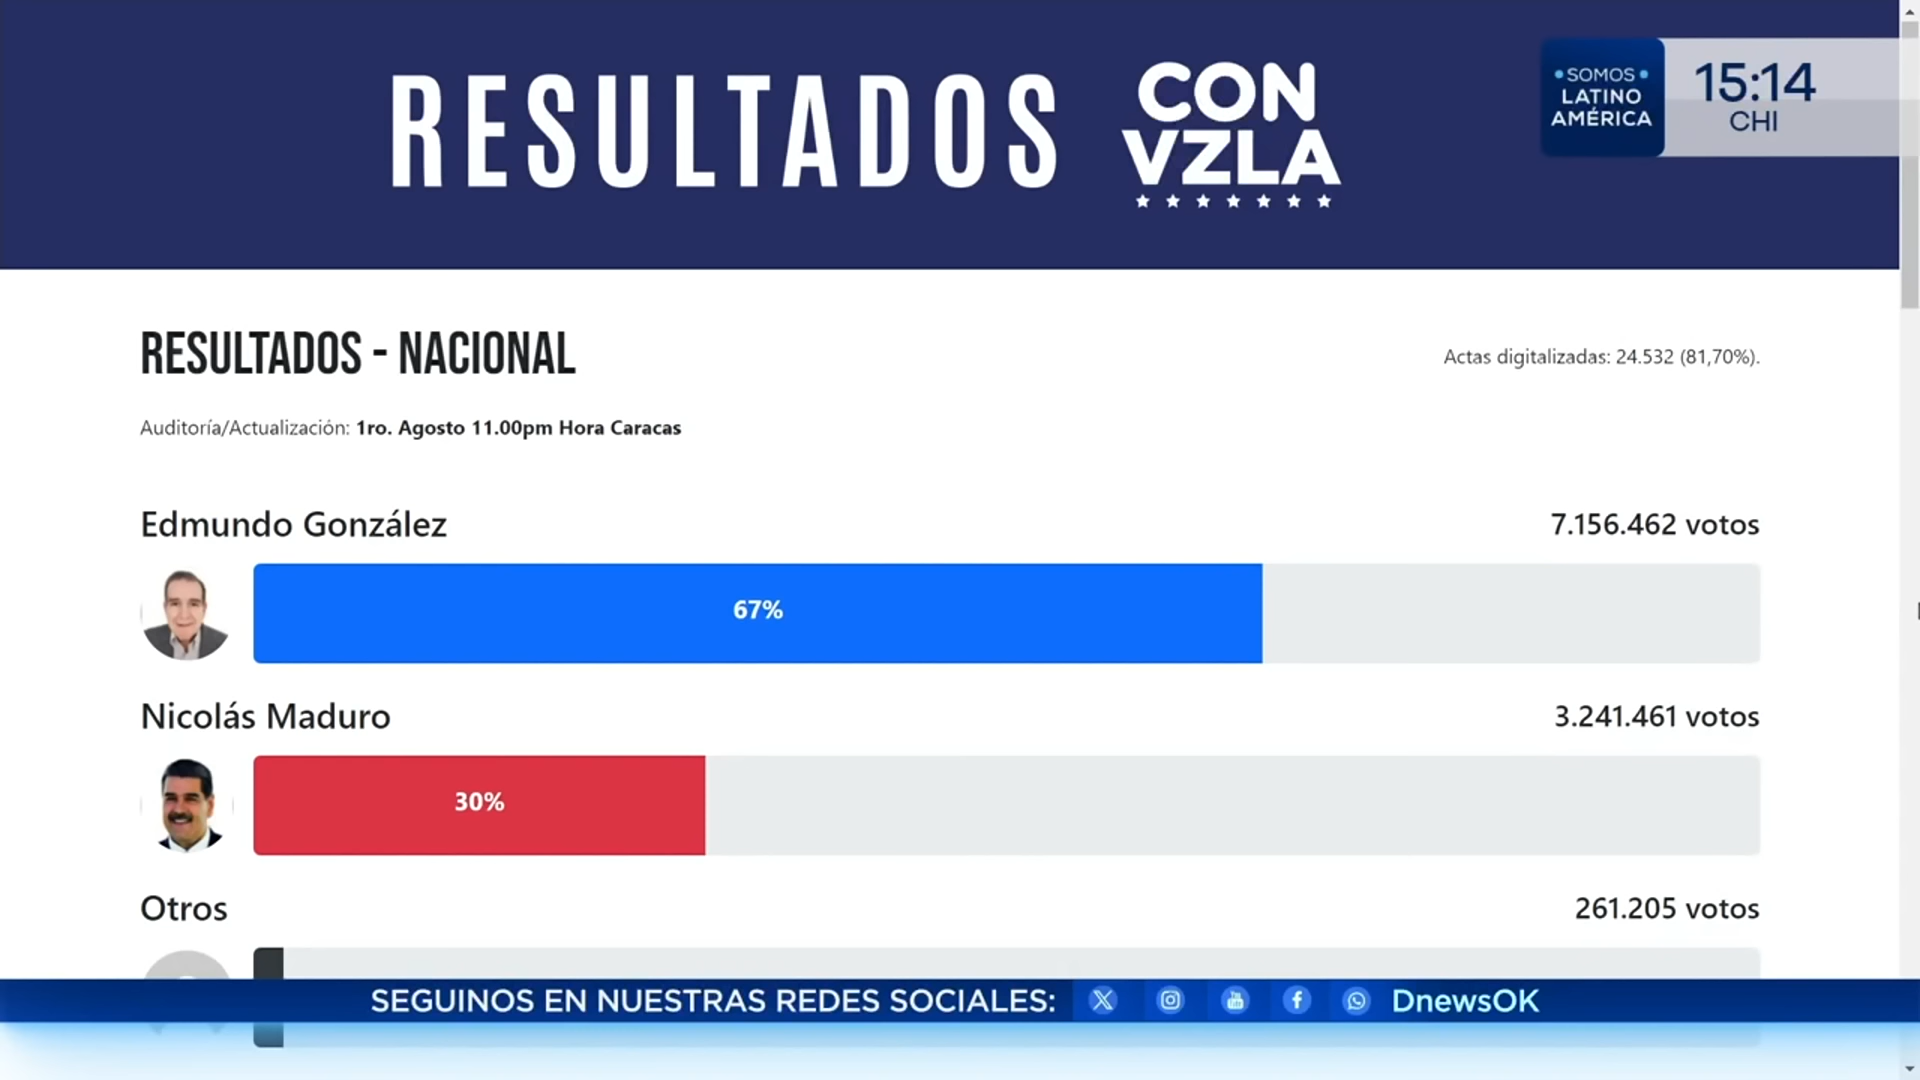 RESULTADOS
CON
VZLA
SOMOS
LATINO
AMÉRICA
15:14
CHI
RESULTADOS - NACIONAL
Actas digitalizadas: 24.532 (81,70%).
Auditoría/Actualización: 1ro. Agosto 11.00pm Hora Caracas
Edmundo González
7.156.462 votos
67%
Nicolás Maduro
3.241.461 votos
30%
Otros
261.205 votos
SEGUINOS EN NUESTRAS REDES SOCIALES: DnewsOK